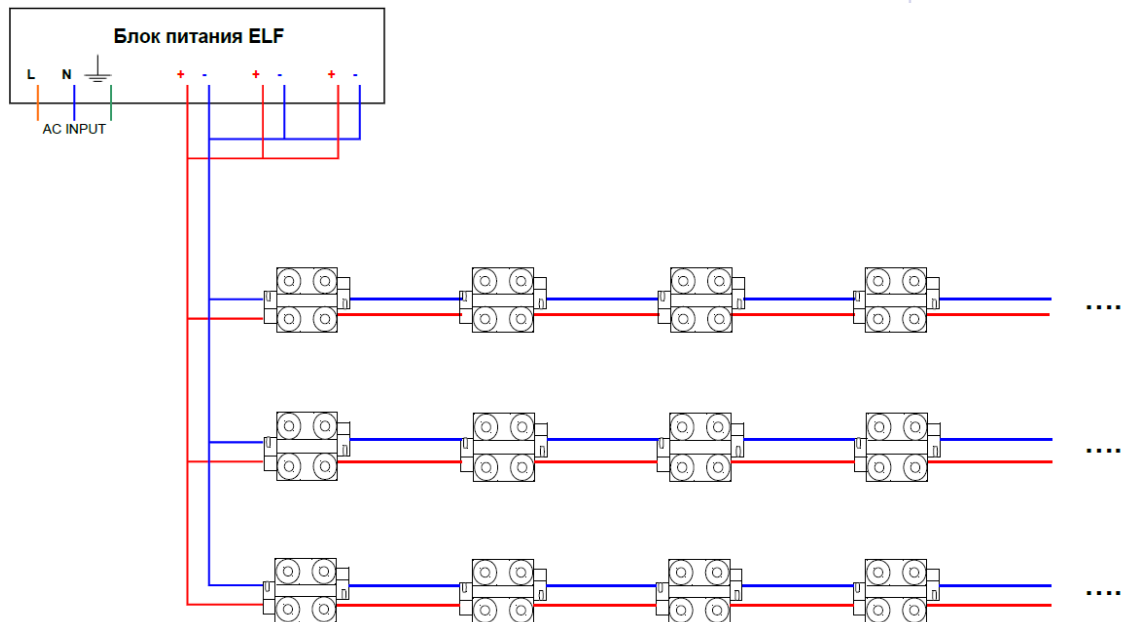 Блок питания ELF
L N + - + - + -
AC INPUT
....
....
....